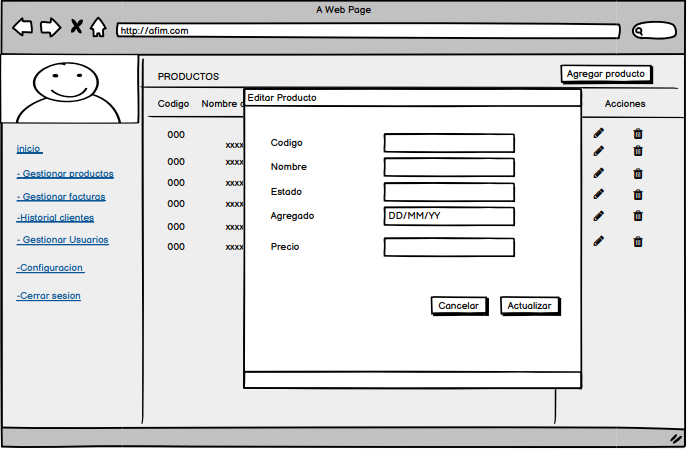 A Web Page
http://afim.com
PRODUCTOS
Agregar producto
Codigo
Nombre
Acciones
inicio
- Gestionar productos
- Gestionar facturas
-Historial clientes
- Gestionar Usuarios
-Configuracion
-Cerrar sesion
000
xxxx
000
xxxx
000
xxxx
000
xxxx
000
xxxx
000
xxxx
Editar Producto
Codigo
Nombre
Estado
Agregado DD/MM/YY
Precio
Cancelar
Actualizar